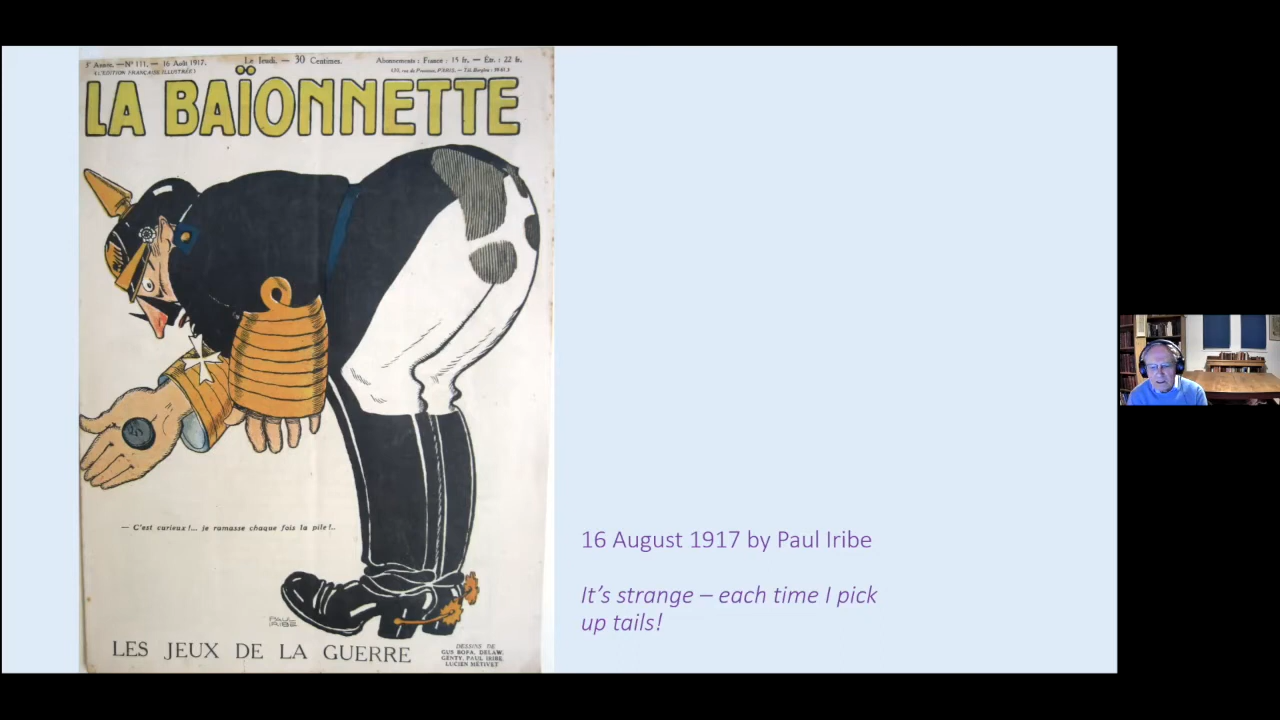 3e Année. — N° 111. — 16 Août 1917. Le Jeudi. — 30 Centimes. Abonnements : France : 15 fr. — Étr. : 22 fr.
(L'ÉDITION FRANÇAISE ILLUSTRÉE)
LA BAÏONNETTE
— C'est curieux !... je ramasse chaque fois la pile !..
PAUL
IRIBE
LES JEUX DE LA GUERRE
DESSINS DE
GUS BOFA, DELAW,
GENTY, PAUL IRIBE,
LUCIEN MÉTIVET
16 August 1917 by Paul Iribe
It's strange – each time I pick
up tails!